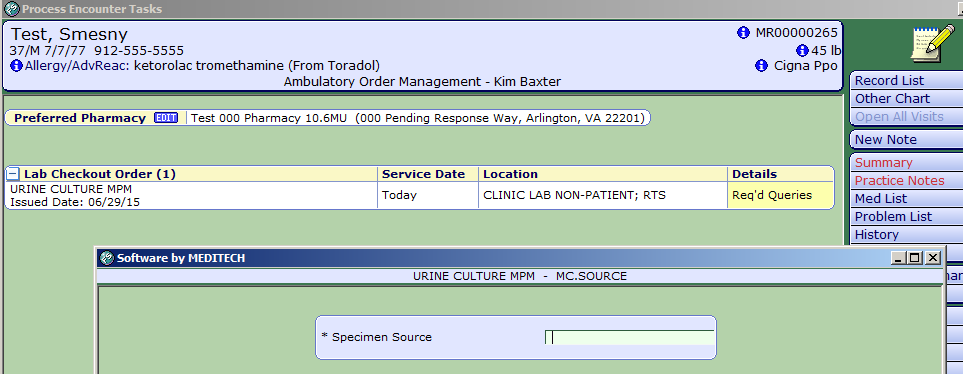 Process Encounter Tasks
Test, Smesny
MR00000265
37/M 7/7/77 912-555-5555
45 lb
Allergy/AdvReac: ketorolac tromethamine (From Toradol)
Cigna Ppo
Ambulatory Order Management - Kim Baxter
Record List
Other Chart
Open All Visits
New Note
Summary
Practice Notes
Med List
Problem List
History
Preferred Pharmacy EDIT Test 000 Pharmacy 10.6MU (000 Pending Response Way, Arlington, VA 22201)
Lab Checkout Order (1) Service Date Location Details
URINE CULTURE MPM Today CLINIC LAB NON-PATIENT; RTS Req'd Queries
Issued Date: 06/29/15
Software by MEDITECH
URINE CULTURE MPM - MC.SOURCE
* Specimen Source